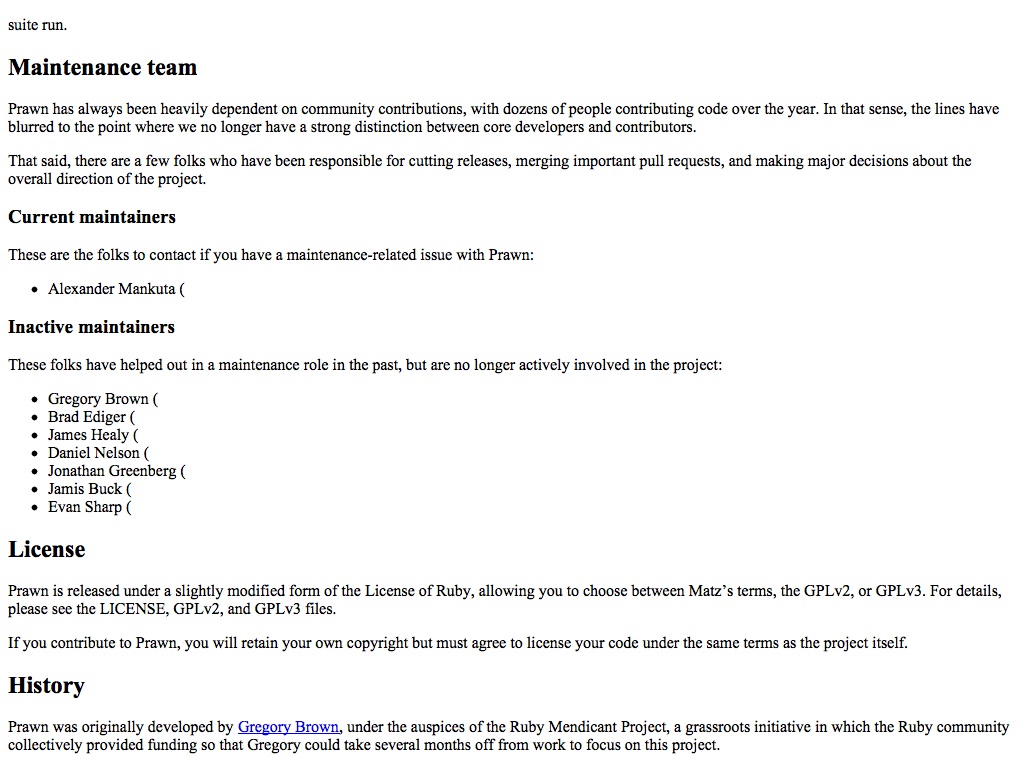 suite run.
Maintenance team
Prawn has always been heavily dependent on community contributions, with dozens of people contributing code over the year. In that sense, the lines have
blurred to the point where we no longer have a strong distinction between core developers and contributors.
That said, there are a few folks who have been responsible for cutting releases, merging important pull requests, and making major decisions about the
overall direction of the project.
Current maintainers
These are the folks to contact if you have a maintenance-related issue with Prawn:
• Alexander Mankuta (
Inactive maintainers
These folks have helped out in a maintenance role in the past, but are no longer actively involved in the project:
• Gregory Brown (
• Brad Ediger (
• James Healy (
• Daniel Nelson (
• Jonathan Greenberg (
• Jamis Buck (
• Evan Sharp (
License
Prawn is released under a slightly modified form of the License of Ruby, allowing you to choose between Matz’s terms, the GPLv2, or GPLv3. For details,
please see the LICENSE, GPLv2, and GPLv3 files.
If you contribute to Prawn, you will retain your own copyright but must agree to license your code under the same terms as the project itself.
History
Prawn was originally developed by Gregory Brown, under the auspices of the Ruby Mendicant Project, a grassroots initiative in which the Ruby community
collectively provided funding so that Gregory could take several months off from work to focus on this project.